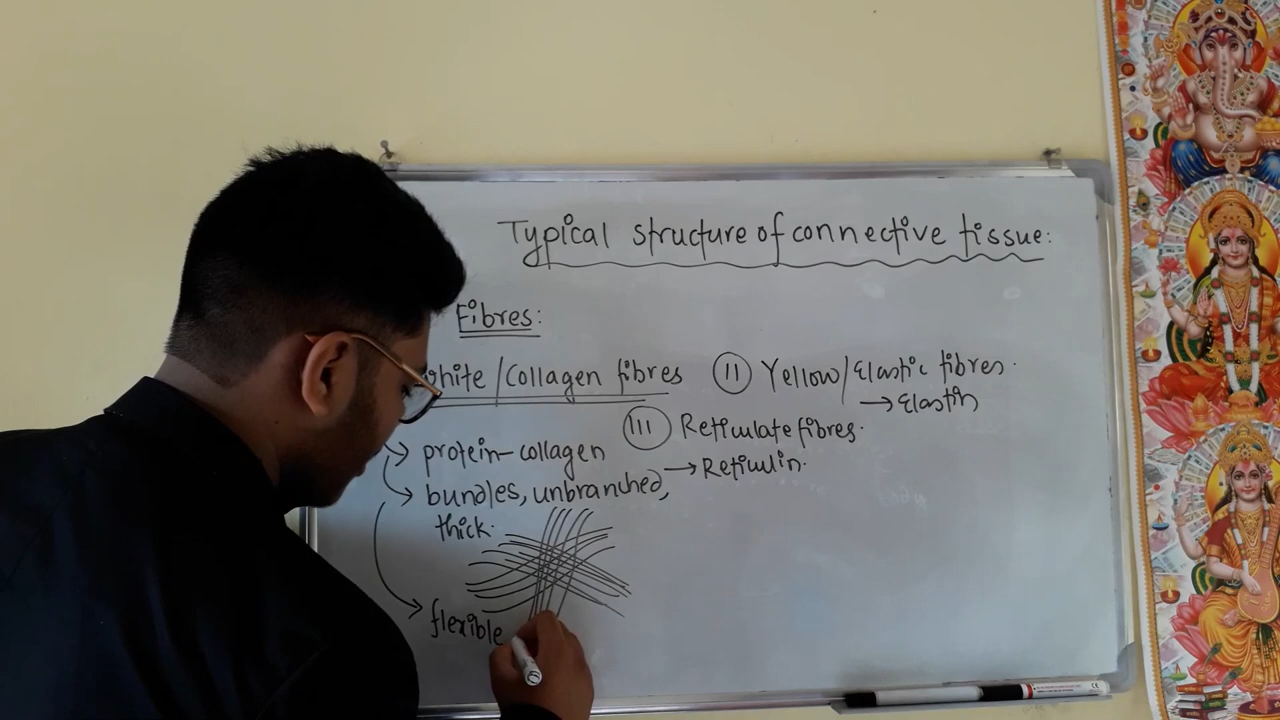 Typical structure of connective tissue:
Fibres:
white/Collagen fibres
II Yellow/Elastic fibres.
→ Elastin
III Reticulate fibres.
→ Reticulin.
→ protein-collagen
→ bundles, unbranched,
thick.
→ flexible